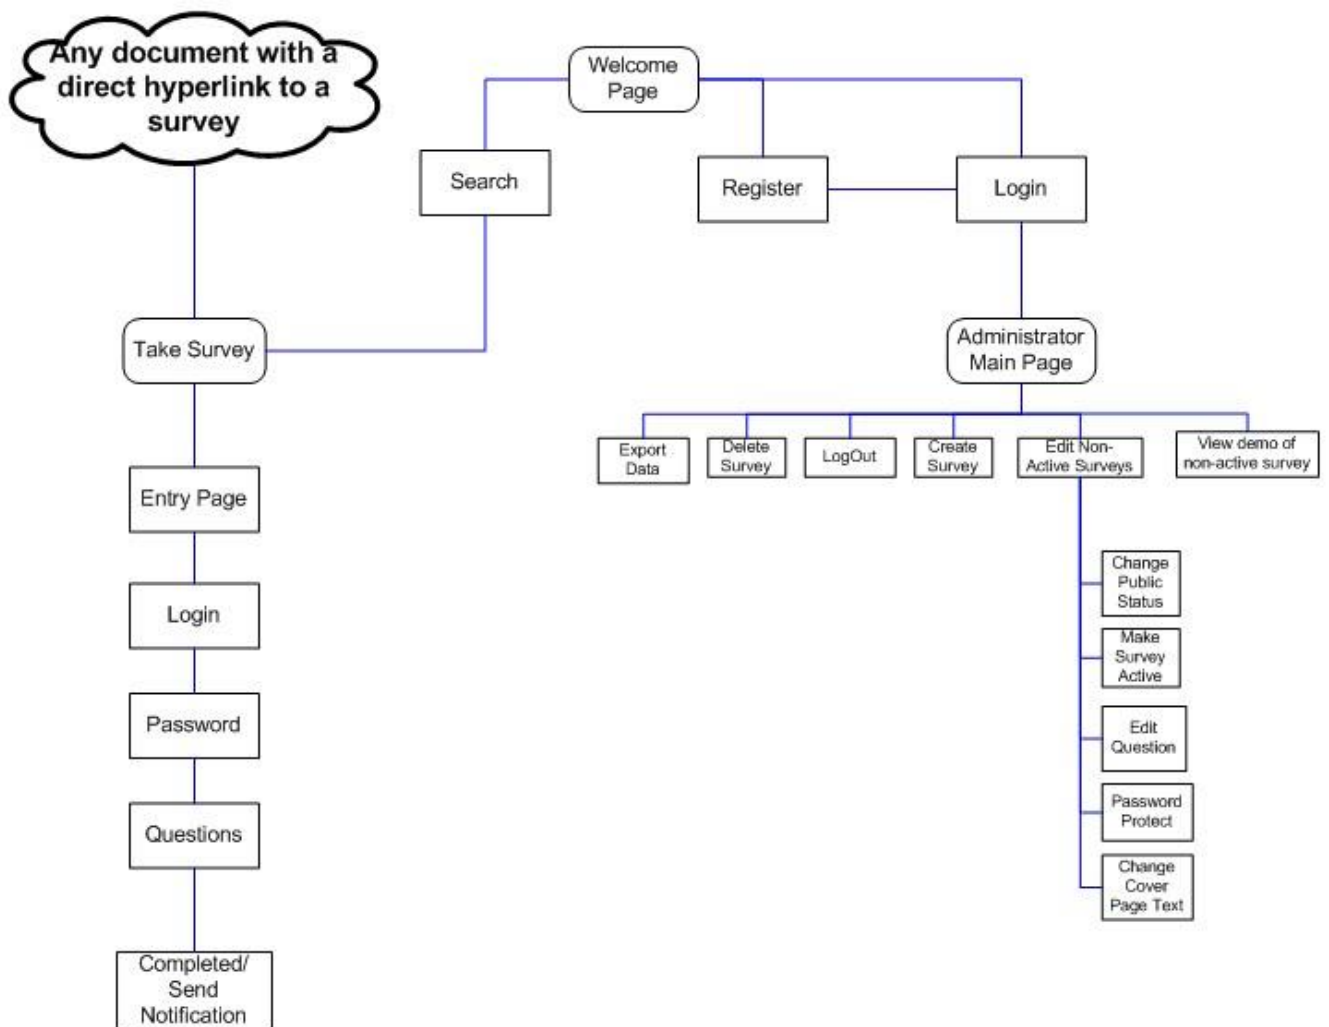 Any document with a
direct hyperlink to a
survey
Welcome
Page
Search
Register
Login
Take Survey
Administrator
Main Page
Export
Data
Delete
Survey
LogOut
Create
Survey
Edit Non-
Active Surveys
View demo of
non-active survey
Entry Page
Login
Password
Questions
Completed/
Send
Notification
Change
Public
Status
Make
Survey
Active
Edit
Question
Password
Protect
Change
Cover
Page Text